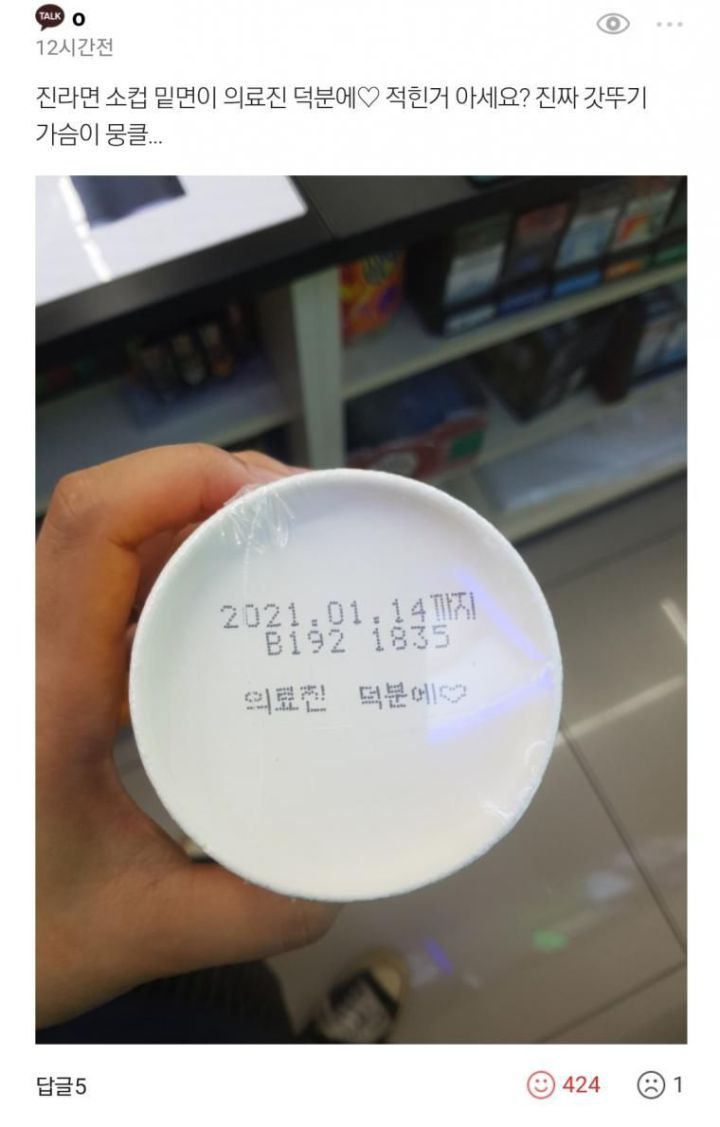 TALK o
12시간전
진라면 소컵 밑면이 의료진 덕분에♡ 적힌거 아세요? 진짜 갓뚜기
가슴이 뭉클...
2021.01.14까지
B192 1835
의료진 덕분에♡
답글5
424 1